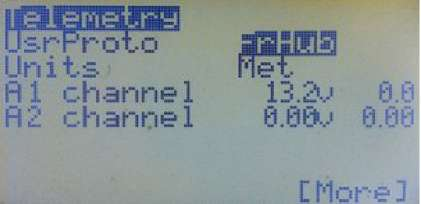 Telemetry
UsrProto FrHub
Units Met
A1 channel 13.2v 0.0
A2 channel 0.00v 0.00
[More]